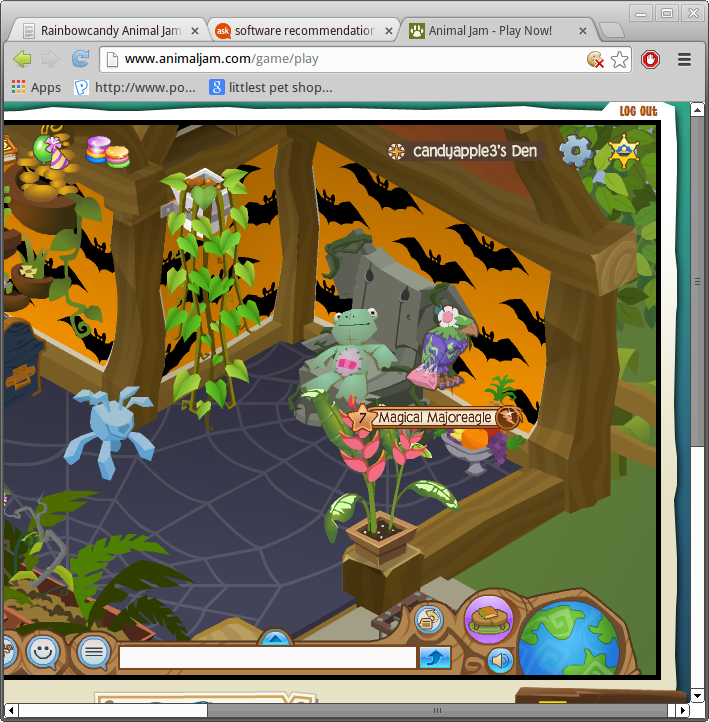 Rainbowcandy Animal Jam
ask
software recommendation
Animal Jam - Play Now!
www.animaljam.com/game/play
Apps
http://www.po...
littlest pet shop...
LOG OUT
candyapple3's Den
7
Magical Majoreagle